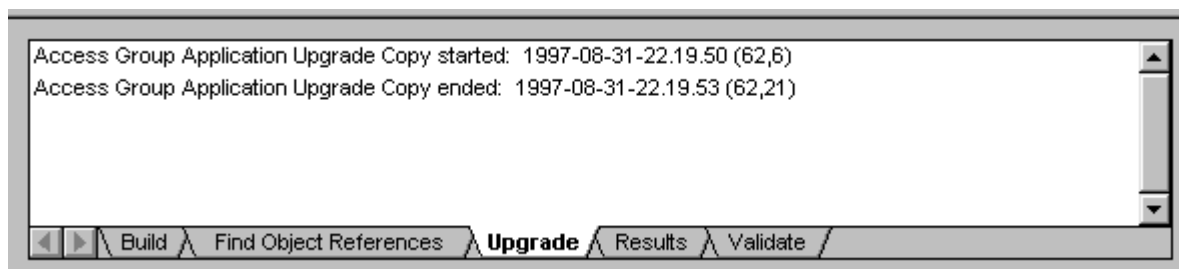 Access Group Application Upgrade Copy started:  1997-08-31-22.19.50 (62,6)
Access Group Application Upgrade Copy ended:  1997-08-31-22.19.53 (62,21)
Build Find Object References Upgrade Results Validate